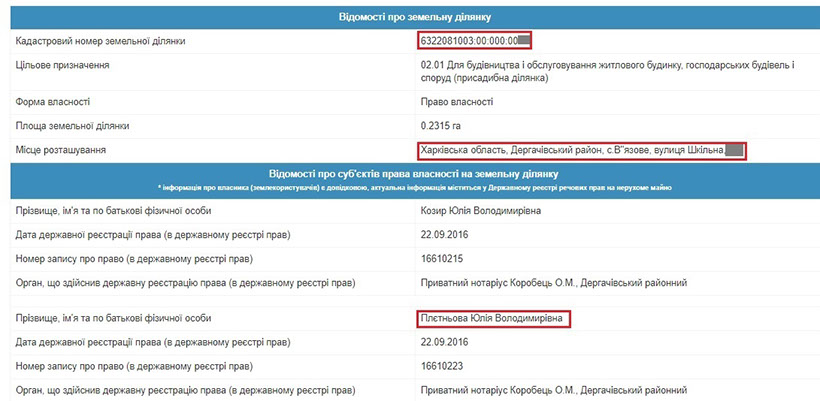 Відомості про земельну ділянку
Кадастровий номер земельної ділянки 6322081003:00:000:00
Цільове призначення 02.01 Для будівництва і обслуговування житлового будинку, господарських будівель і
споруд (присадибна ділянка)
Форма власності Право власності
Площа земельної ділянки 0.2315 га
Місце розташування Харківська область, Дергачівський район, с.В"язове, вулиця Шкільна,
Відомості про суб'єктів права власності на земельну ділянку
* інформація про власника (землекористувачів) є довідковою, актуальна інформація міститься у Державному реєстрі речових прав на нерухоме майно
Прізвище, ім'я та по батькові фізичної особи Козир Юлія Володимирівна
Дата державної реєстрації права (в державному реєстрі прав) 22.09.2016
Номер запису про право (в державному реєстрі прав) 16610215
Орган, що здійснив державну реєстрацію права (в державному реєстрі прав) Приватний нотаріус Коробець О.М., Дергачівський районний
Прізвище, ім'я та по батькові фізичної особи Плєтньова Юлія Володимирівна
Дата державної реєстрації права (в державному реєстрі прав) 22.09.2016
Номер запису про право (в державному реєстрі прав) 16610223
Орган, що здійснив державну реєстрацію права (в державному реєстрі прав) Приватний нотаріус Коробець О.М., Дергачівський районний